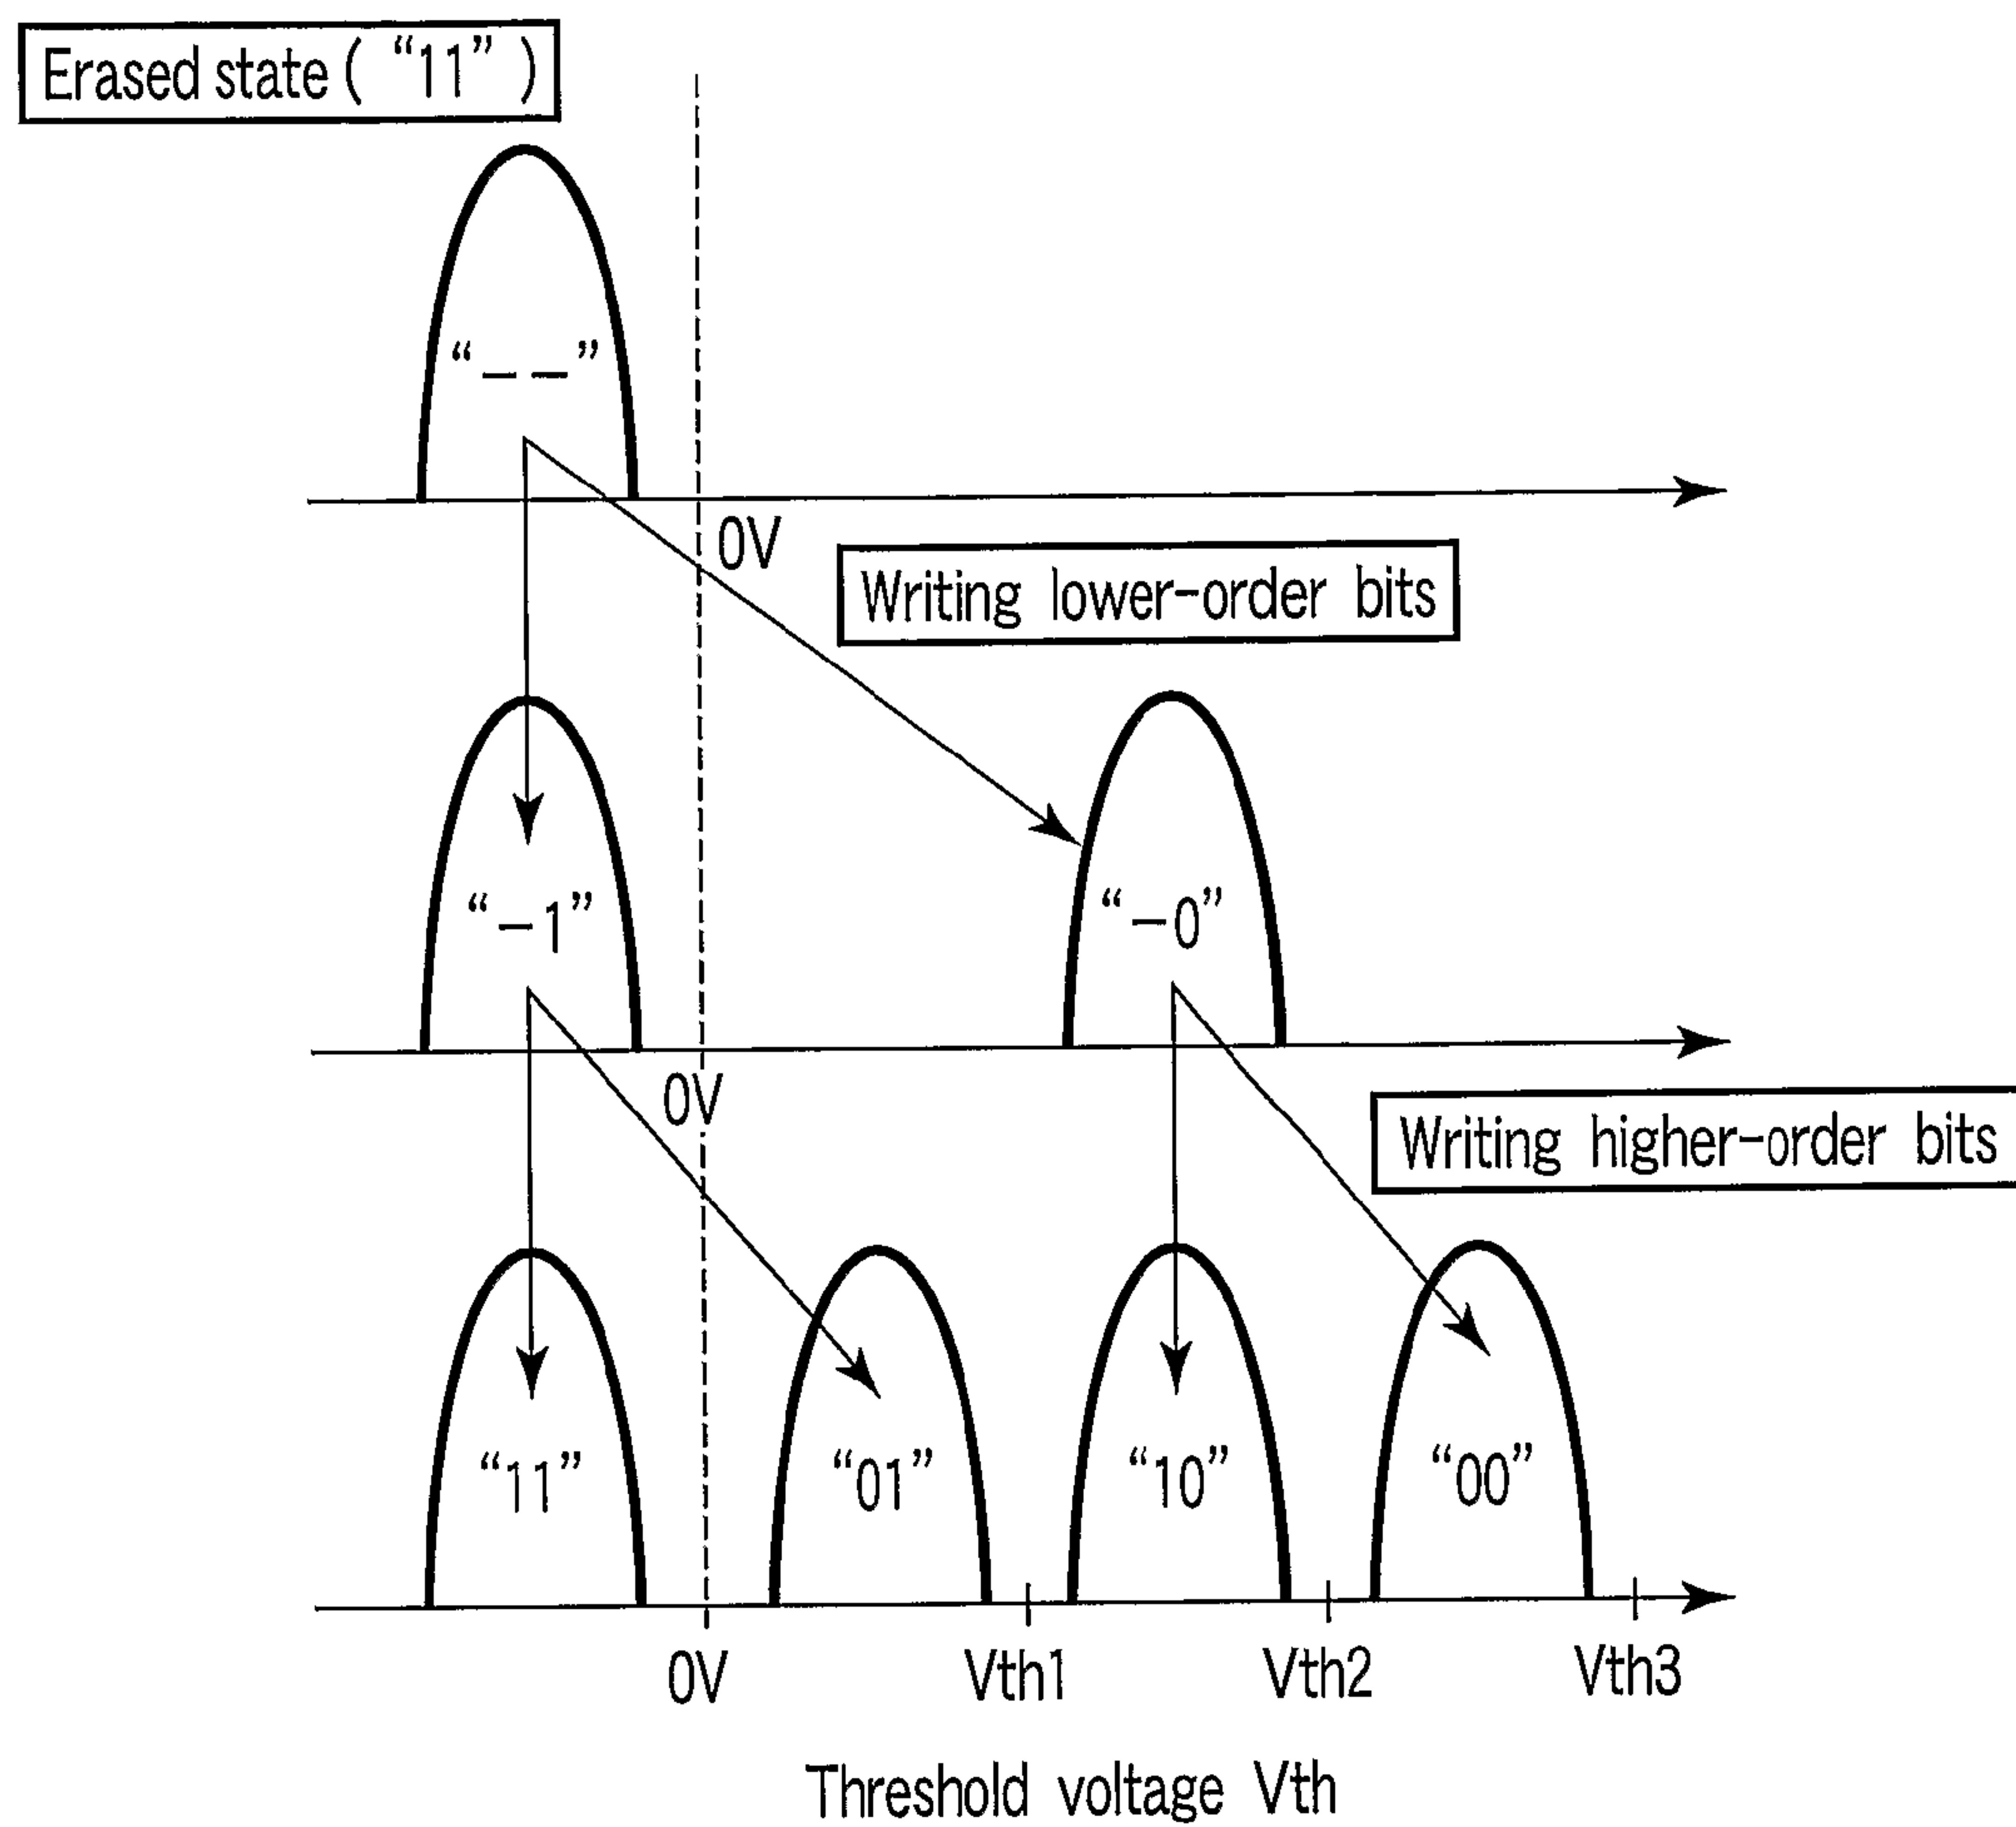 Erased state ( “11” )
“– –”
0V
Writing lower-order bits
“–1”
“–0”
0V
Writing higher-order bits
“11”
“01”
“10”
“00”
0V
Vth1
Vth2
Vth3
Threshold voltage Vth